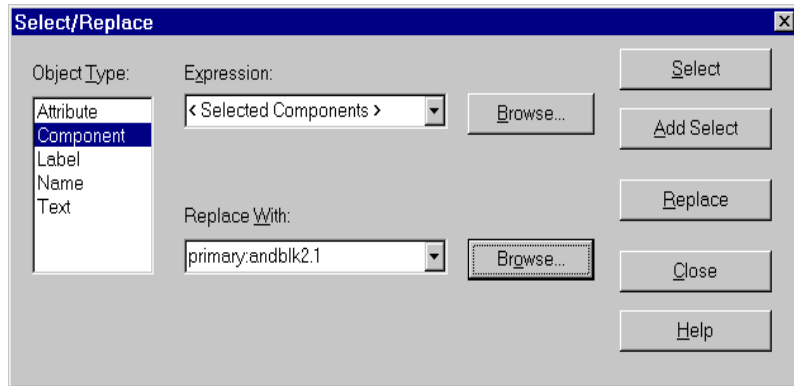 Select/Replace
Object Type:
Attribute
Component
Label
Name
Text
Expression:
< Selected Components >
Browse...
Replace With:
primary:andblk2.1
Browse...
Select
Add Select
Replace
Close
Help